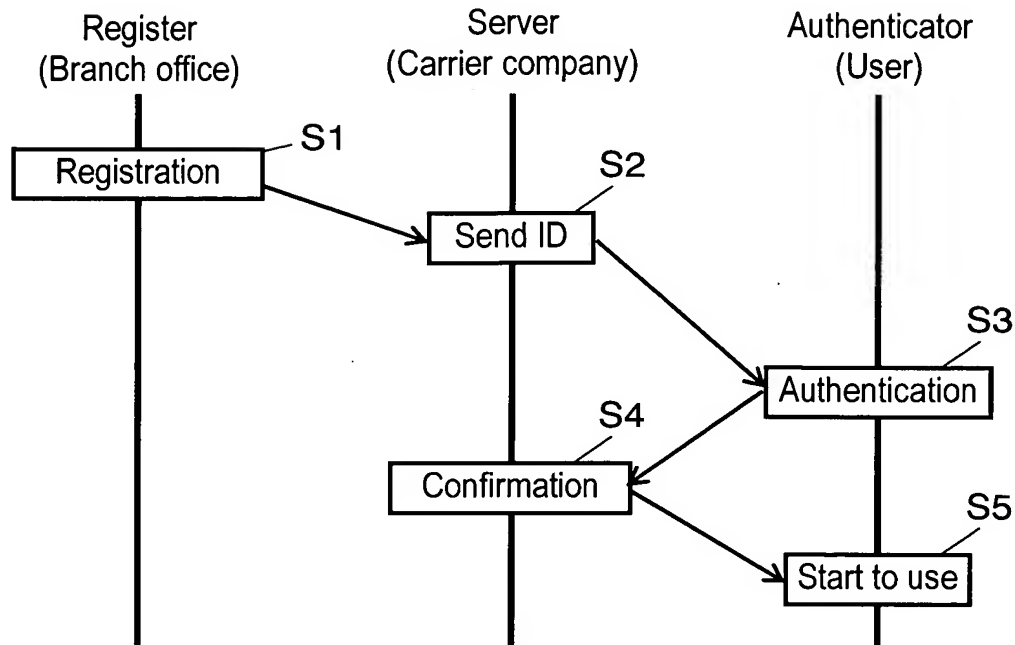 Register
(Branch office)
Server
(Carrier company)
Authenticator
(User)
S1
Registration
S2
Send ID
S3
Authentication
S4
Confirmation
S5
Start to use